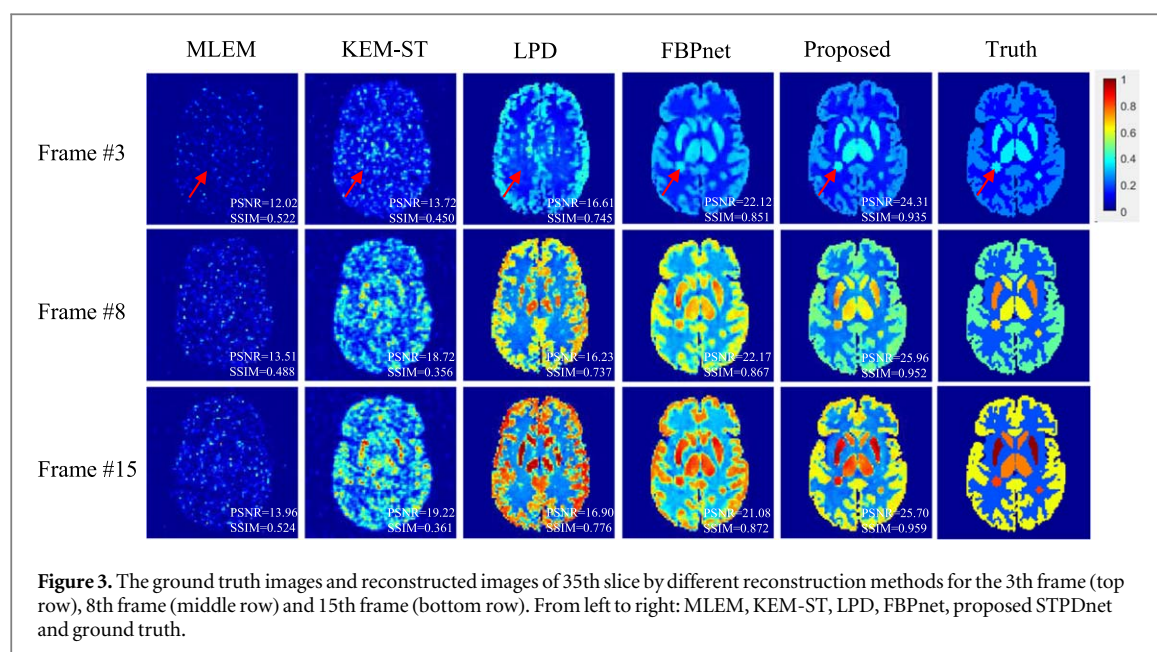 MLEM KEM-ST LPD FBPnet Proposed Truth
Frame #3
PSNR=12.02 PSNR=13.72 PSNR=16.61 PSNR=22.12 PSNR=24.31
SSIM=0.522 SSIM=0.450 SSIM=0.745 SSIM=0.851 SSIM=0.935
1
0.8
0.6
0.4
0.2
0
Frame #8
PSNR=13.51 PSNR=18.72 PSNR=16.23 PSNR=22.17 PSNR=25.96
SSIM=0.488 SSIM=0.356 SSIM=0.737 SSIM=0.867 SSIM=0.952
Frame #15
PSNR=13.96 PSNR=19.22 PSNR=16.90 PSNR=21.08 PSNR=25.70
SSIM=0.524 SSIM=0.361 SSIM=0.776 SSIM=0.872 SSIM=0.959
Figure 3. The ground truth images and reconstructed images of 35th slice by different reconstruction methods for the 3th frame (top
row), 8th frame (middle row) and 15th frame (bottom row). From left to right: MLEM, KEM-ST, LPD, FBPnet, proposed STPDnet
and ground truth.